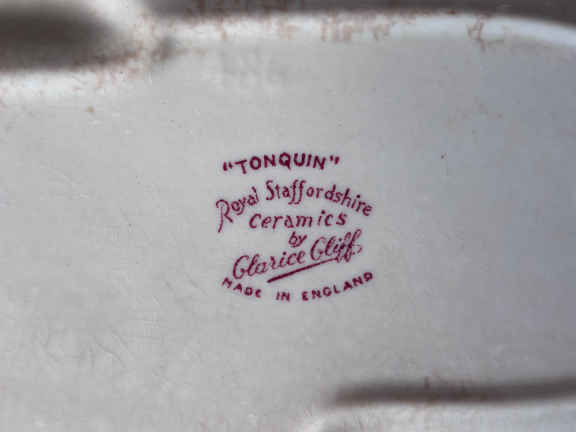 "TONQUIN"
Royal Staffordshire
Ceramics
by
Clarice Cliff
MADE IN ENGLAND